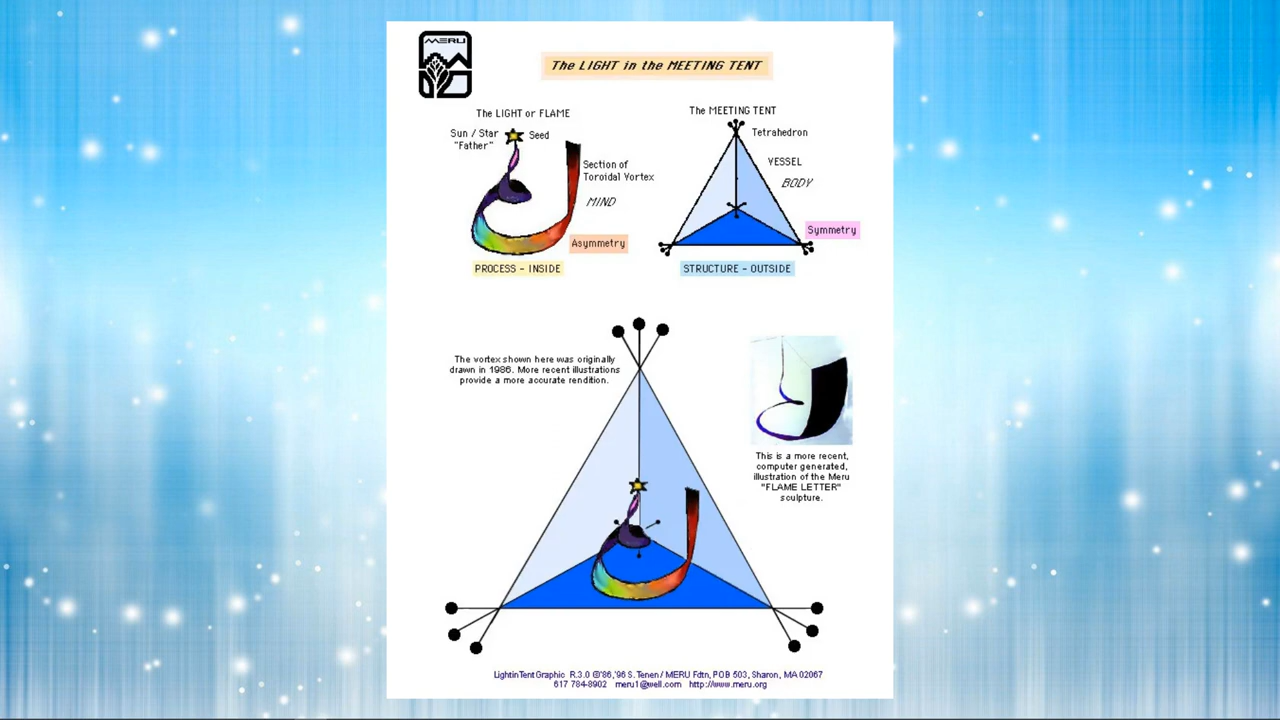 MERU
The LIGHT in the MEETING TENT
The LIGHT or FLAME
Sun / Star
"Father"
Seed
Section of
Toroidal Vortex
MIND
Asymmetry
PROCESS - INSIDE
The MEETING TENT
Tetrahedron
VESSEL
BODY
Symmetry
STRUCTURE - OUTSIDE
The vortex shown here was originally
drawn in 1986. More recent illustrations
provide a more accurate rendition.
This is a more recent,
computer generated,
illustration of the Meru
"FLAME LETTER"
sculpture.
LightinTentGraphic R.3.0 ©'86,'96 S. Tenen / MERU Fdtn, POB 503, Sharon, MA 02067
617 784-8902 meru1@well.com http://www.meru.org